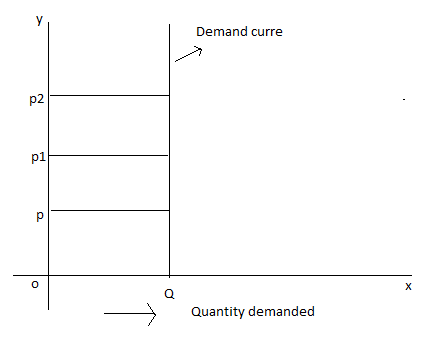 y
Demand curre
p2
p1
p
o
Q
x
Quantity demanded